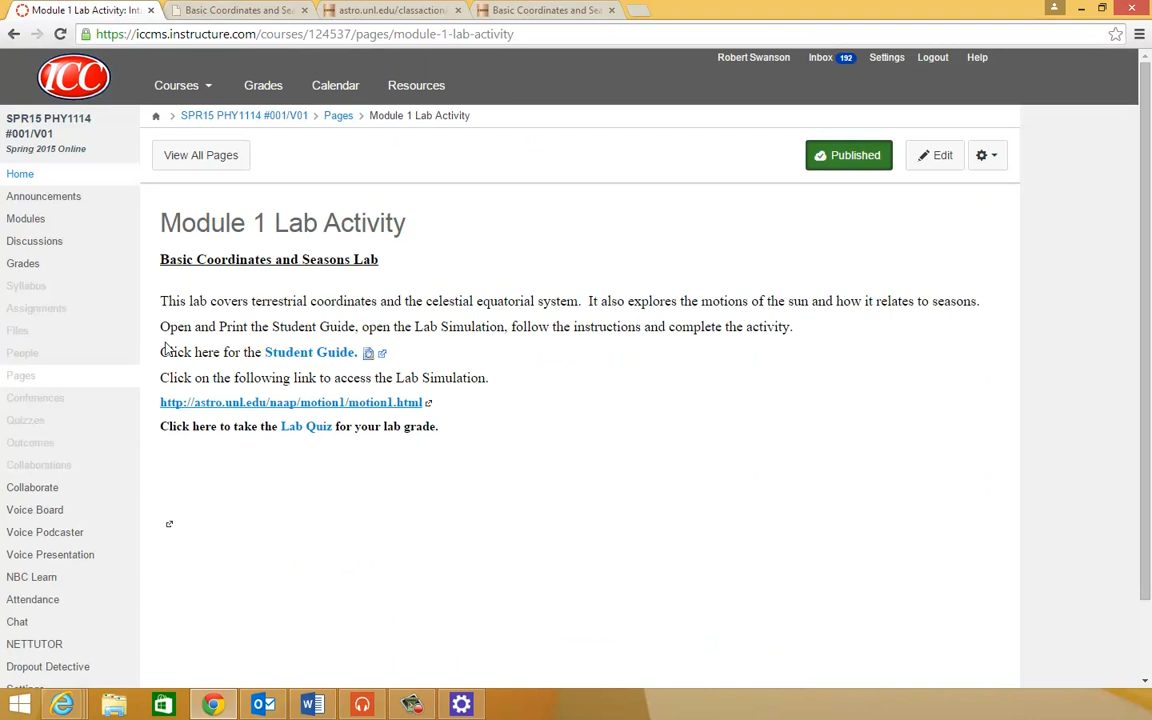 Module 1 Lab Activity: Int
Basic Coordinates and Sea
astro.unl.edu/classaction
Basic Coordinates and Sea
https://iccms.instructure.com/courses/124537/pages/module-1-lab-activity
Robert Swanson Inbox 192 Settings Logout Help
ICC
Courses Grades Calendar Resources
SPR15 PHY1114 #001/V01
Spring 2015 Online
SPR15 PHY1114 #001/V01 > Pages > Module 1 Lab Activity
View All Pages Published Edit
Home
Announcements
Modules
Discussions
Grades
Syllabus
Assignments
Files
People
Pages
Conferences
Quizzes
Outcomes
Collaborations
Collaborate
Voice Board
Voice Podcaster
Voice Presentation
NBC Learn
Attendance
Chat
NETTUTOR
Dropout Detective
Module 1 Lab Activity
Basic Coordinates and Seasons Lab
This lab covers terrestrial coordinates and the celestial equatorial system. It also explores the motions of the sun and how it relates to seasons.
Open and Print the Student Guide, open the Lab Simulation, follow the instructions and complete the activity.
Click here for the Student Guide.
Click on the following link to access the Lab Simulation.
http://astro.unl.edu/naap/motion1/motion1.html
Click here to take the Lab Quiz for your lab grade.